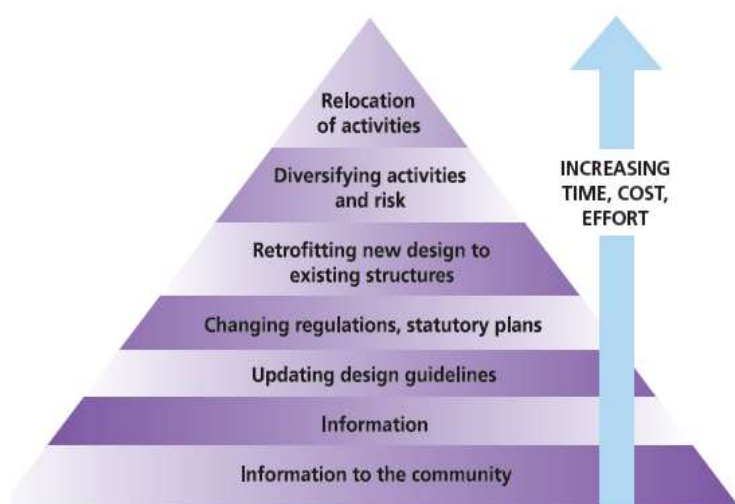 Relocation
of activities
Diversifying activities
and risk
INCREASING
TIME, COST,
EFFORT
Retrofitting new design to
existing structures
Changing regulations, statutory plans
Updating design guidelines
Information
Information to the community